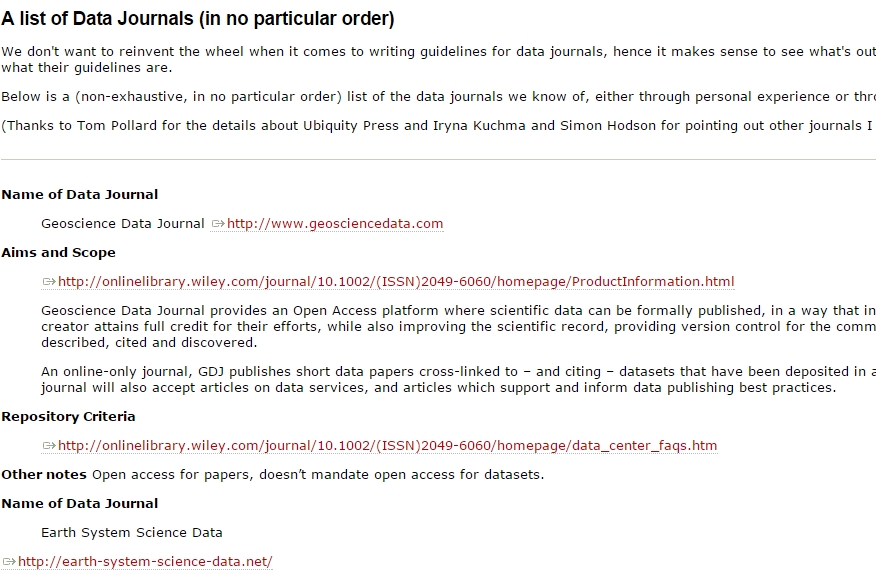 A list of Data Journals (in no particular order)
We don't want to reinvent the wheel when it comes to writing guidelines for data journals, hence it makes sense to see what's out
what their guidelines are.
Below is a (non-exhaustive, in no particular order) list of the data journals we know of, either through personal experience or thro
(Thanks to Tom Pollard for the details about Ubiquity Press and Iryna Kuchma and Simon Hodson for pointing out other journals I
Name of Data Journal
Geoscience Data Journal http://www.geosciencedata.com
Aims and Scope
http://onlinelibrary.wiley.com/journal/10.1002/(ISSN)2049-6060/homepage/ProductInformation.html
Geoscience Data Journal provides an Open Access platform where scientific data can be formally published, in a way that in
creator attains full credit for their efforts, while also improving the scientific record, providing version control for the comm
described, cited and discovered.
An online-only journal, GDJ publishes short data papers cross-linked to – and citing – datasets that have been deposited in a
journal will also accept articles on data services, and articles which support and inform data publishing best practices.
Repository Criteria
http://onlinelibrary.wiley.com/journal/10.1002/(ISSN)2049-6060/homepage/data_center_faqs.htm
Other notes Open access for papers, doesn’t mandate open access for datasets.
Name of Data Journal
Earth System Science Data
http://earth-system-science-data.net/